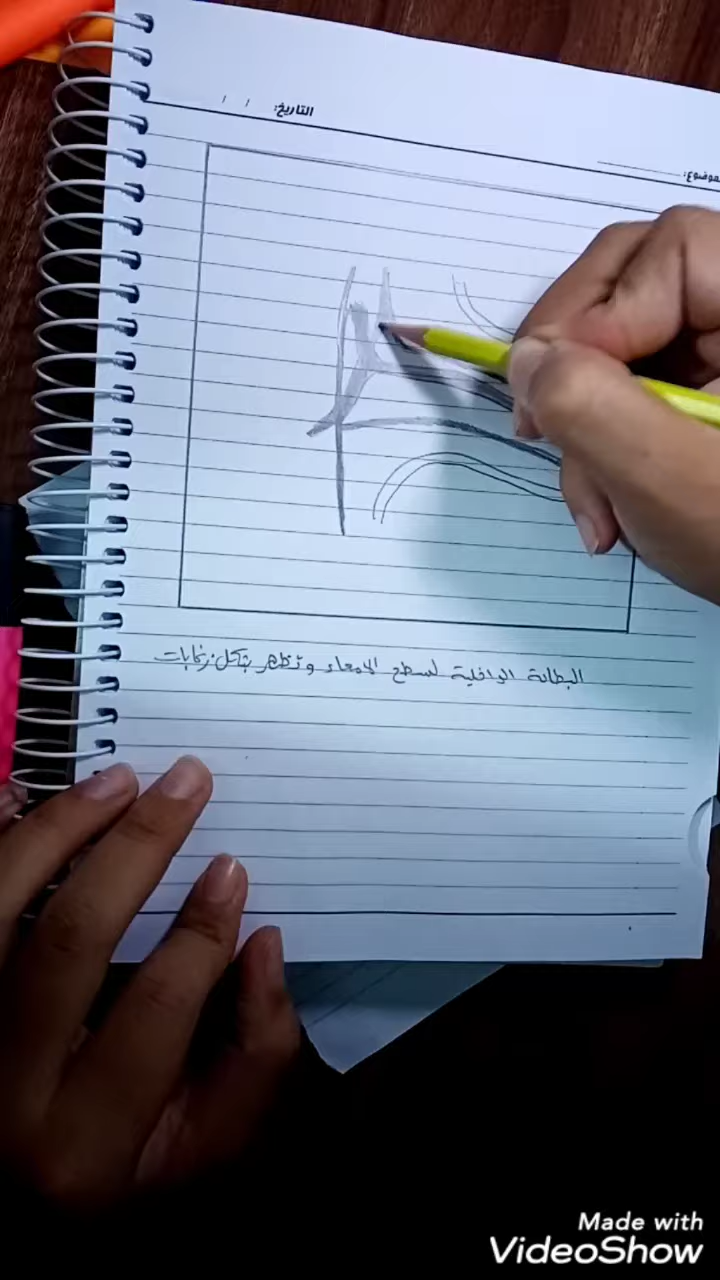 التاريخ: / /
الموضوع:
البطانة الداخلية لسطح الامعاء وتظهر بشكل زغابات
Made with
VideoShow